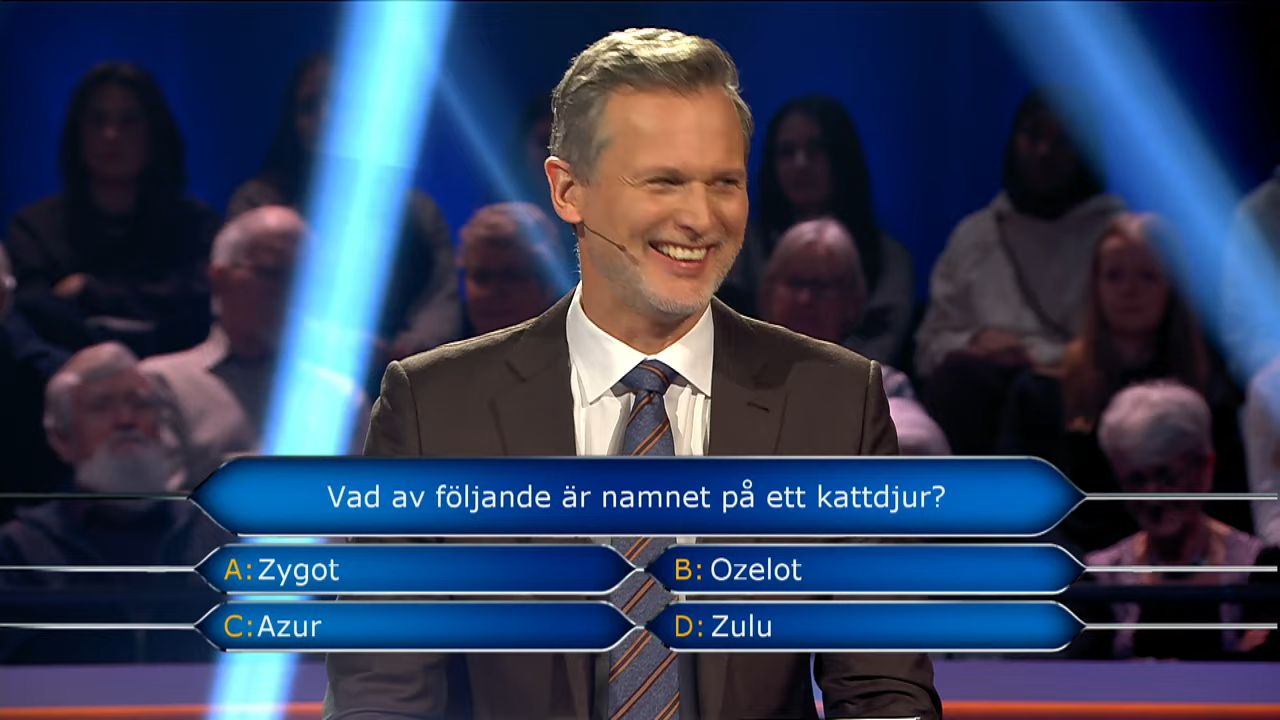 Vad av följande är namnet på ett kattdjur?
A: Zygot
B: Ozelot
C: Azur
D: Zulu